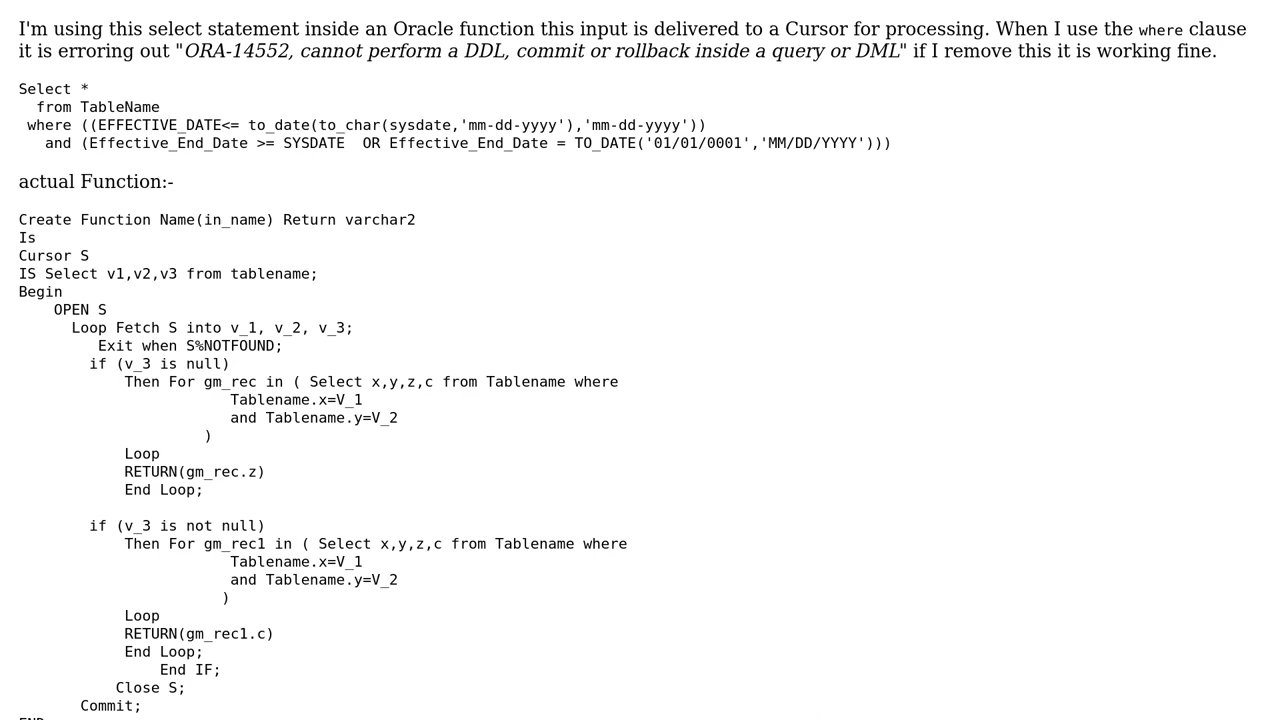 I'm using this select statement inside an Oracle function this input is delivered to a Cursor for processing. When I use the where clause
it is erroring out "ORA-14552, cannot perform a DDL, commit or rollback inside a query or DML" if I remove this it is working fine.
Select *
  from TableName
 where ((EFFECTIVE_DATE<= to_date(to_char(sysdate,'mm-dd-yyyy'),'mm-dd-yyyy'))
   and (Effective_End_Date >= SYSDATE  OR Effective_End_Date = TO_DATE('01/01/0001','MM/DD/YYYY')))
actual Function:-
Create Function Name(in_name) Return varchar2
Is
Cursor S
IS Select v1,v2,v3 from tablename;
Begin
    OPEN S
      Loop Fetch S into v_1, v_2, v_3;
         Exit when S%NOTFOUND;
        if (v_3 is null)
            Then For gm_rec in ( Select x,y,z,c from Tablename where
                        Tablename.x=V_1
                        and Tablename.y=V_2
                     )
            Loop
            RETURN(gm_rec.z)
            End Loop;
        if (v_3 is not null)
            Then For gm_rec1 in ( Select x,y,z,c from Tablename where
                        Tablename.x=V_1
                        and Tablename.y=V_2
                       )
            Loop
            RETURN(gm_rec1.c)
            End Loop;
                End IF;
           Close S;
       Commit;
END